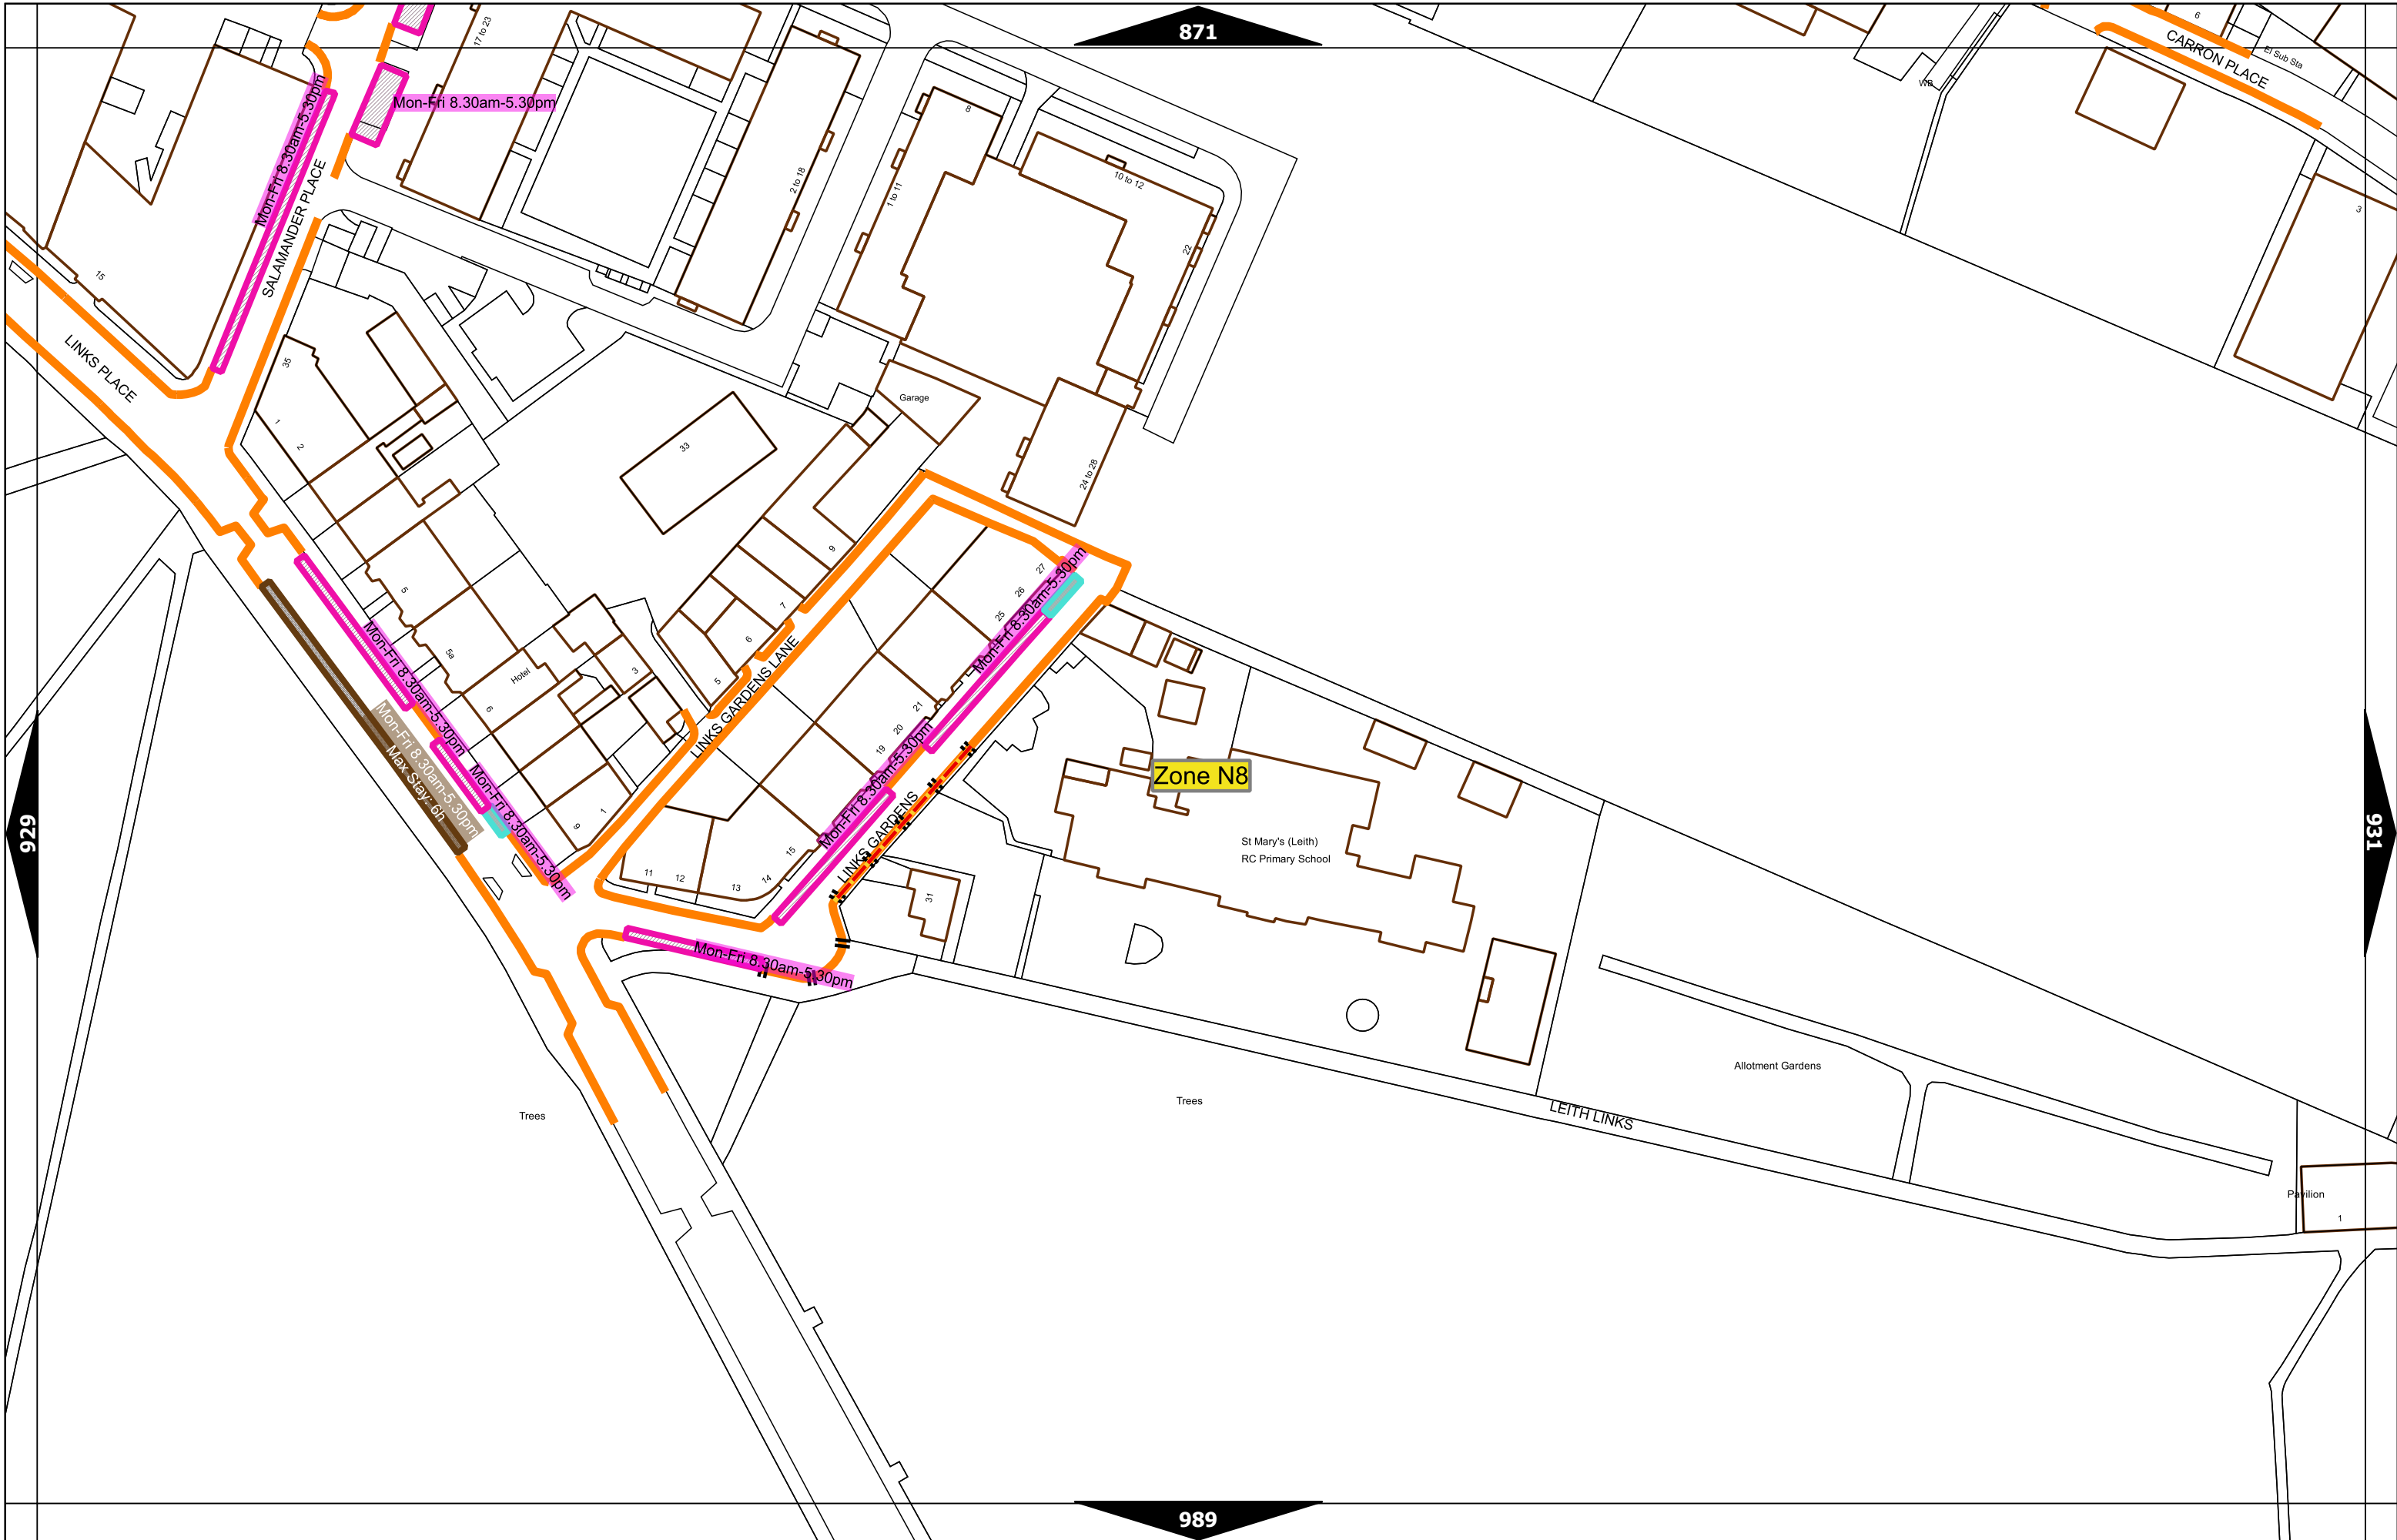 871
CARRON PLACE
6
El Sub Sta
17 to 23
Mon-Fri 8.30am-5.30pm
Mon-Fri 8.30am-5.30pm
SALAMANDER PLACE
8
1 to 11
2 to 18
10 to 12
22
3
15
LINKS PLACE
35
1
2
Garage
33
24 to 28
9
7
6
5
LINKS GARDENS LANE
27
26
25
Mon-Fri 8.30am-5.30pm
5
5a
Hotel
6
3
9
1
Mon-Fri 8.30am-5.30pm
Mon-Fri 8.30am-5.30pm
Mon-Fri 8.30am-5.30pm
Max Stay: 6h
21
20
19
Mon-Fri 8.30am-5.30pm
15
14
13
12
11
LINKS GARDENS
31
Zone N8
St Mary's (Leith)
RC Primary School
929
931
Mon-Fri 8.30am-5.30pm
Allotment Gardens
Trees
Trees
LEITH LINKS
Pavilion
1
989